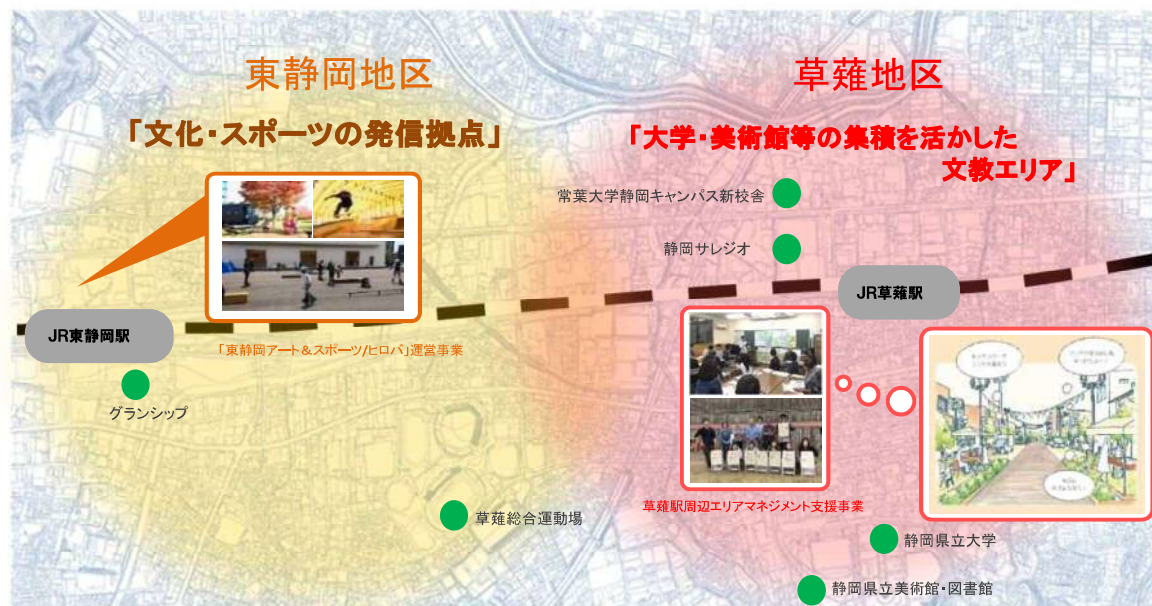 東静岡地区
「文化・スポーツの発信拠点」
草薙地区
「大学・美術館等の集積を活かした
文教エリア」
常葉大学静岡キャンパス新校舎
静岡サレジオ
JR草薙駅
JR東静岡駅
「東静岡アート&スポーツ/ヒロバ」運営事業
グランシップ
草薙総合運動場
草薙駅周辺エリアマネジメント支援事業
静岡県立大学
静岡県立美術館・図書館